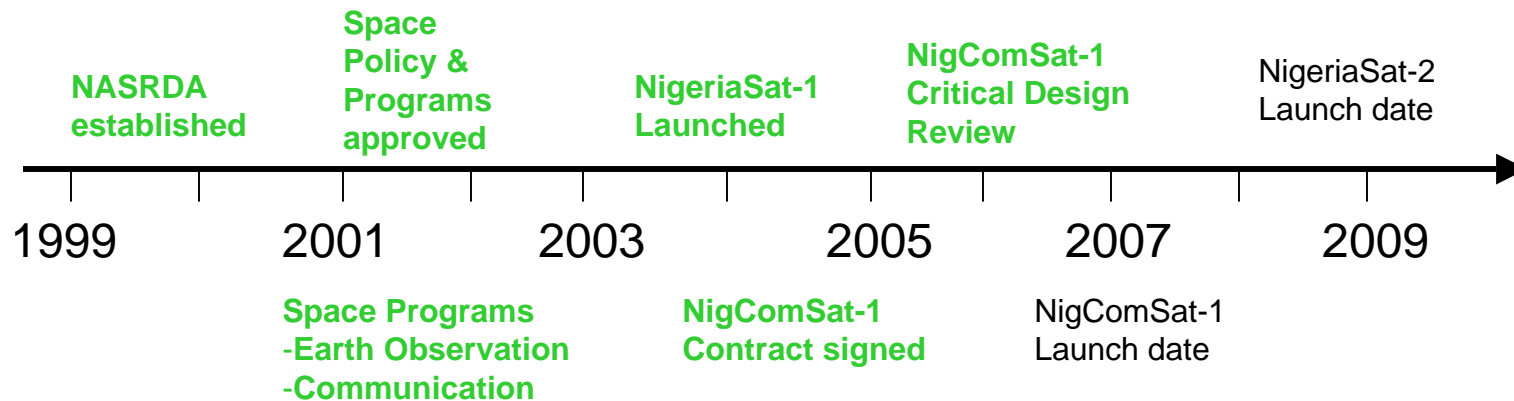 NASRDA
established
Space
Policy &
Programs
approved
NigeriaSat-1
Launched
NigComSat-1
Critical Design
Review
NigeriaSat-2
Launch date
1999
2001
2003
2005
2007
2009
Space Programs
-Earth Observation
-Communication
NigComSat-1
Contract signed
NigComSat-1
Launch date